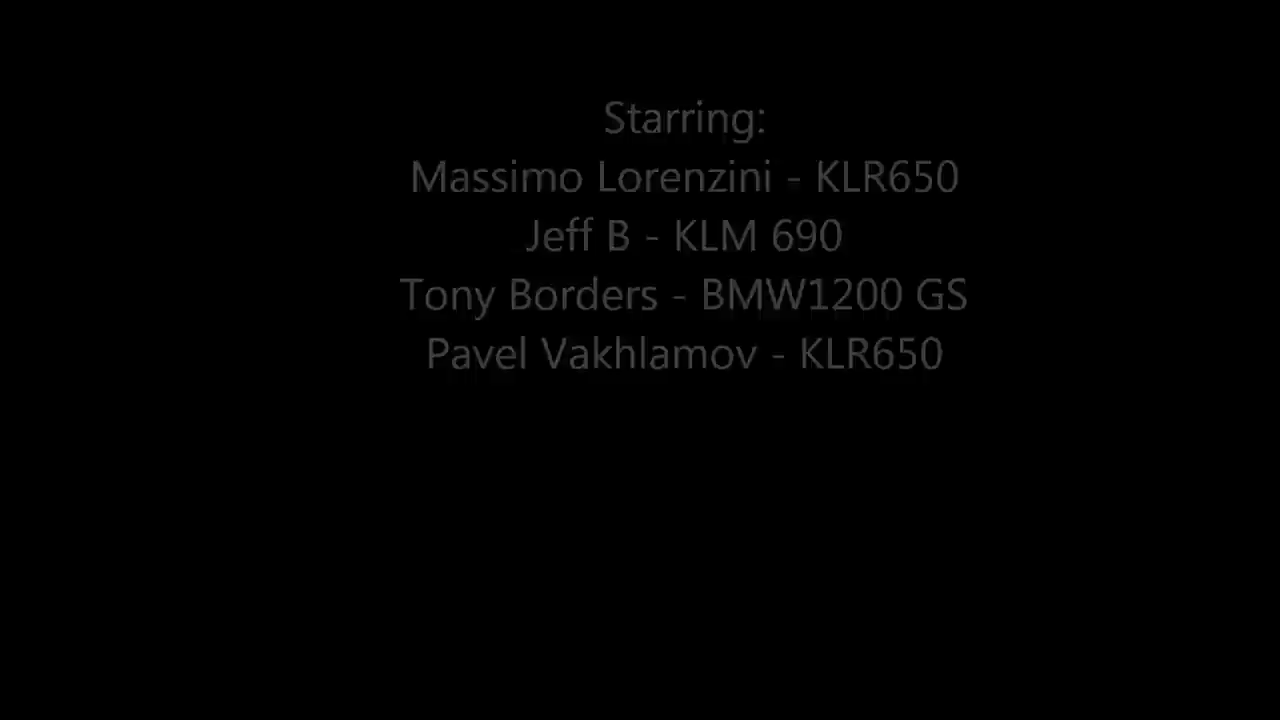 Starring:
Massimo Lorenzini - KLR650
Jeff B - KLM 690
Tony Borders - BMW1200 GS
Pavel Vakhlamov - KLR650